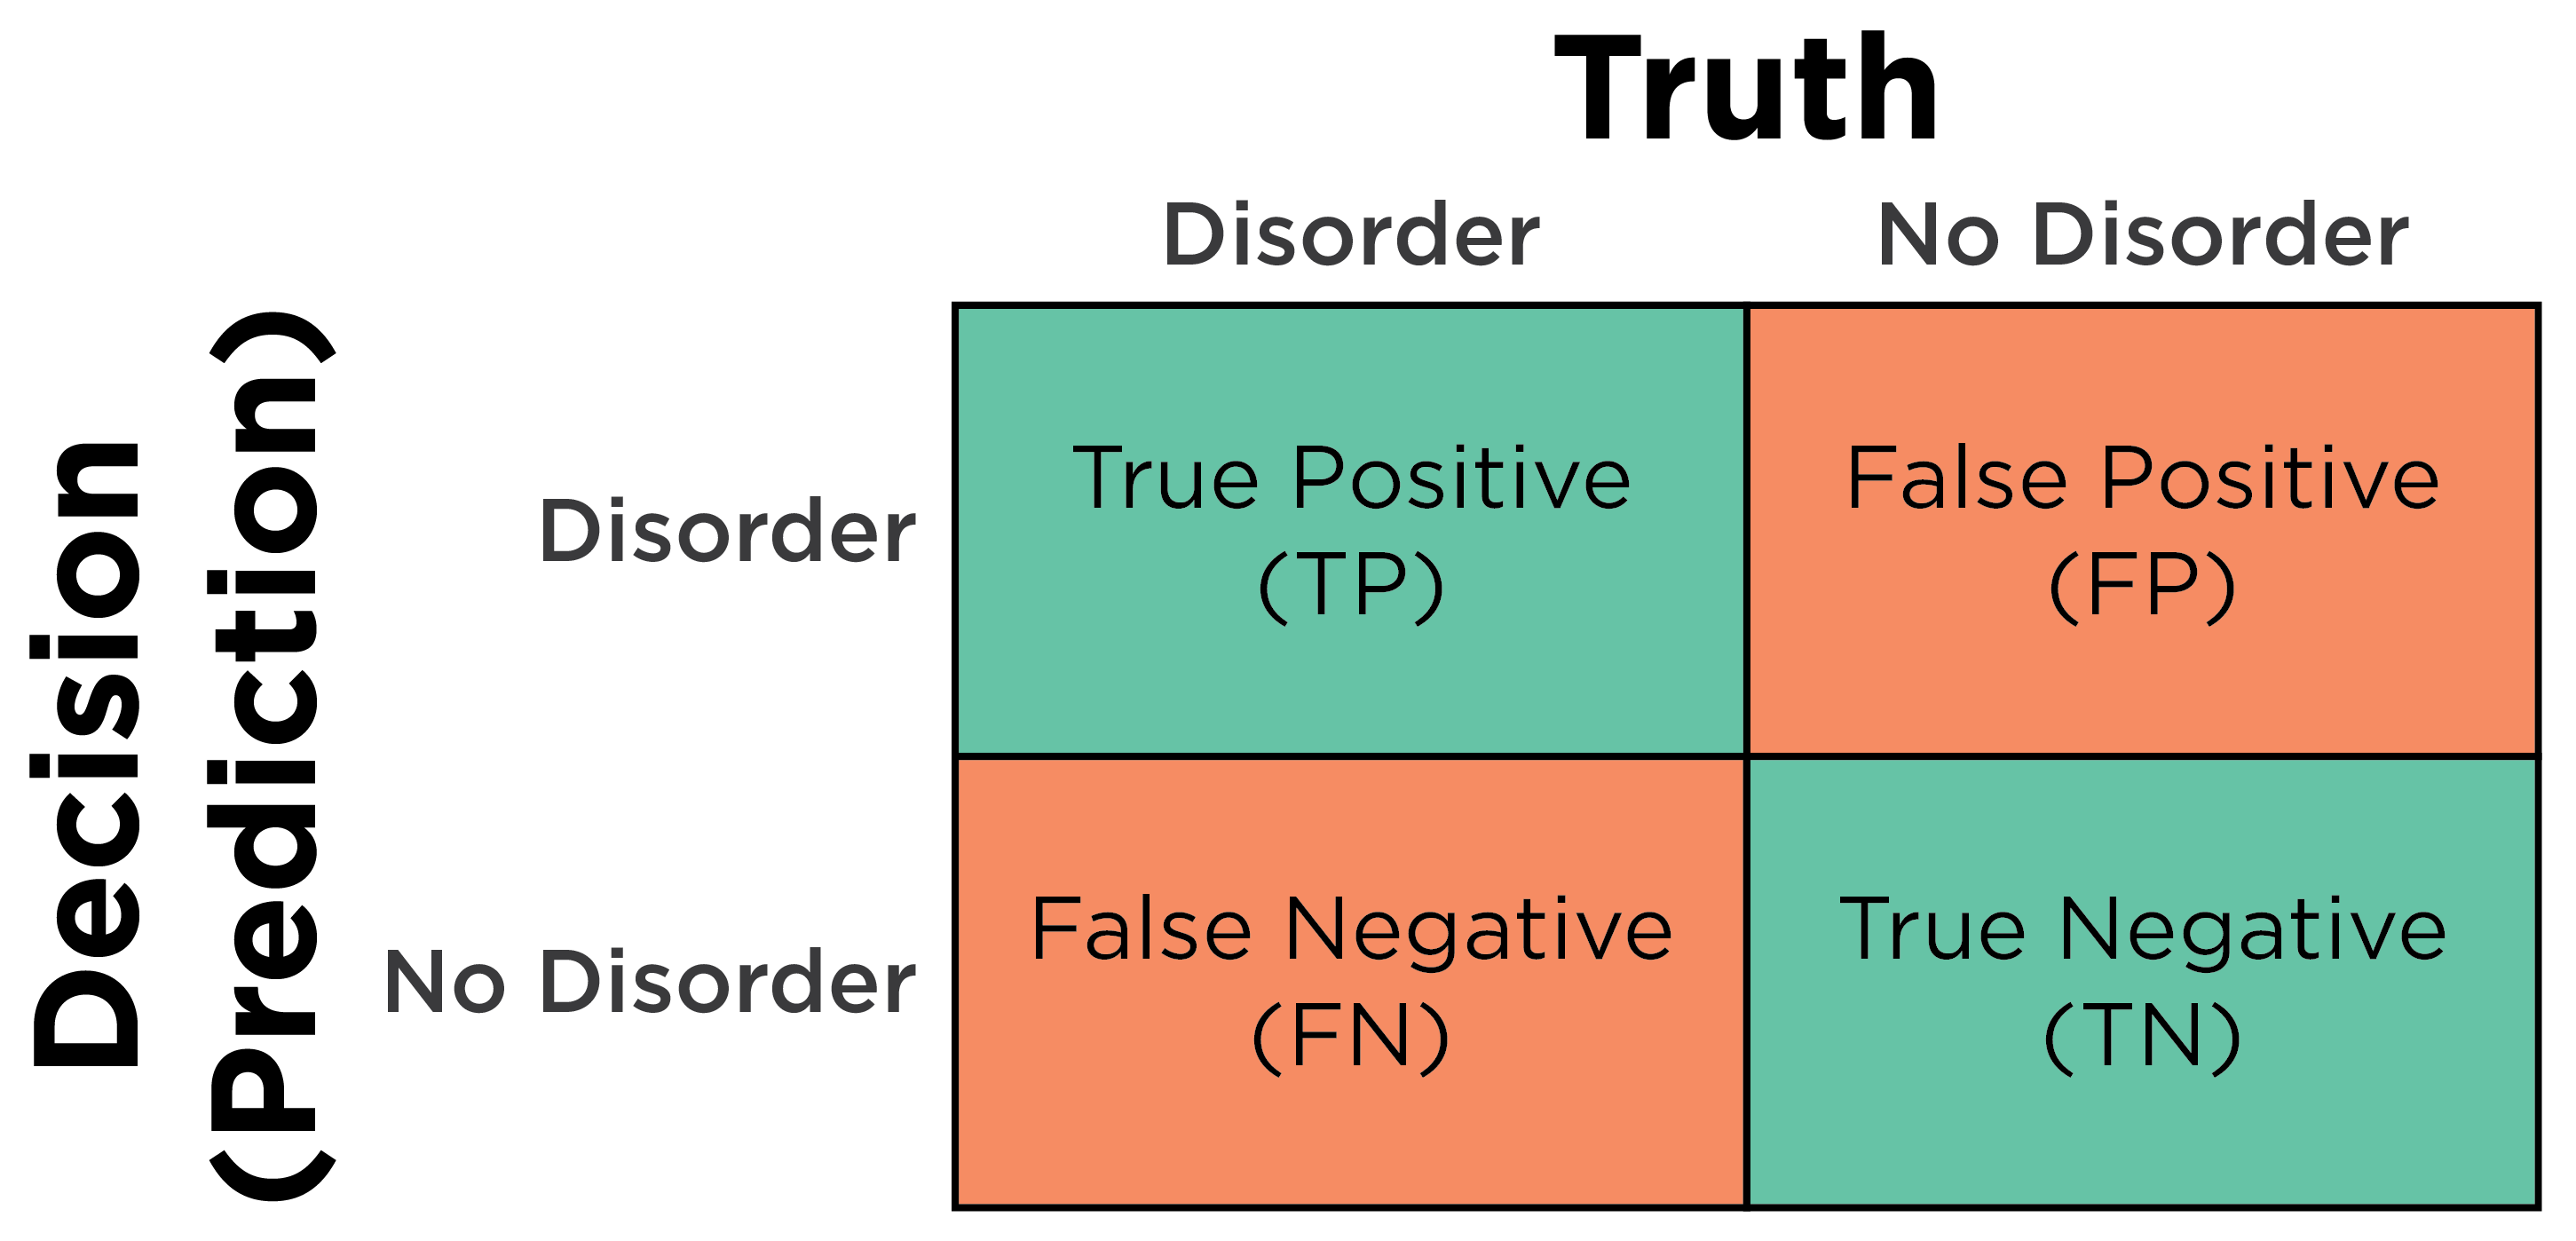 Truth
Disorder
No Disorder
Decision
(Prediction)
Disorder
True Positive
(TP)
False Positive
(FP)
No Disorder
False Negative
(FN)
True Negative
(TN)